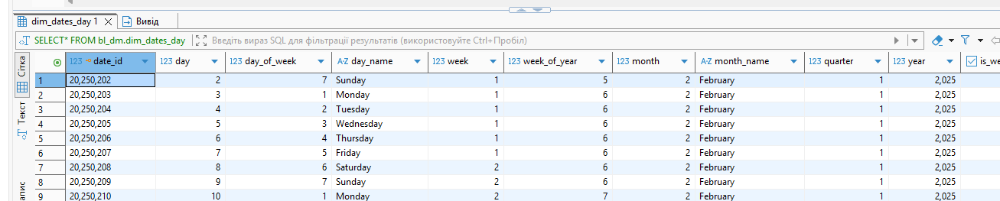 dim_dates_day 1 Вивід
SELECT* FROM bl_dm.dim_dates_day Введіть вираз SQL для фільтрації результатів (використовуйте Ctrl+Пробіл)
Сітка
Текст
апис
123 date_id 123 day 123 day_of_week A-Z day_name 123 week 123 week_of_year 123 month A-Z month_name 123 quarter 123 year is_we
1 20,250,202 2 7 Sunday 1 5 2 February 1 2,025
2 20,250,203 3 1 Monday 1 6 2 February 1 2,025
3 20,250,204 4 2 Tuesday 1 6 2 February 1 2,025
4 20,250,205 5 3 Wednesday 1 6 2 February 1 2,025
5 20,250,206 6 4 Thursday 1 6 2 February 1 2,025
6 20,250,207 7 5 Friday 1 6 2 February 1 2,025
7 20,250,208 8 6 Saturday 2 6 2 February 1 2,025
8 20,250,209 9 7 Sunday 2 6 2 February 1 2,025
9 20,250,210 10 1 Monday 2 7 2 February 1 2,025